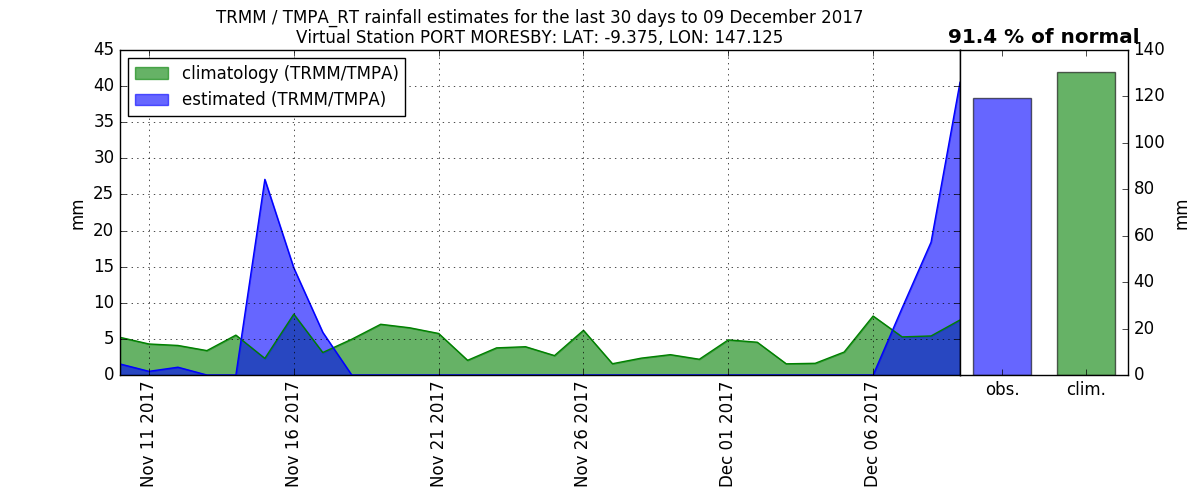 TRMM / TMPA_RT rainfall estimates for the last 30 days to 09 December 2017
Virtual Station PORT MORESBY: LAT: -9.375, LON: 147.125
91.4 % of normal
climatology (TRMM/TMPA)
estimated (TRMM/TMPA)
45
40
35
30
25
20
15
10
5
0
mm
Nov 11 2017
Nov 16 2017
Nov 21 2017
Nov 26 2017
Dec 01 2017
Dec 06 2017
obs.
clim.
140
120
100
80
60
40
20
0
mm